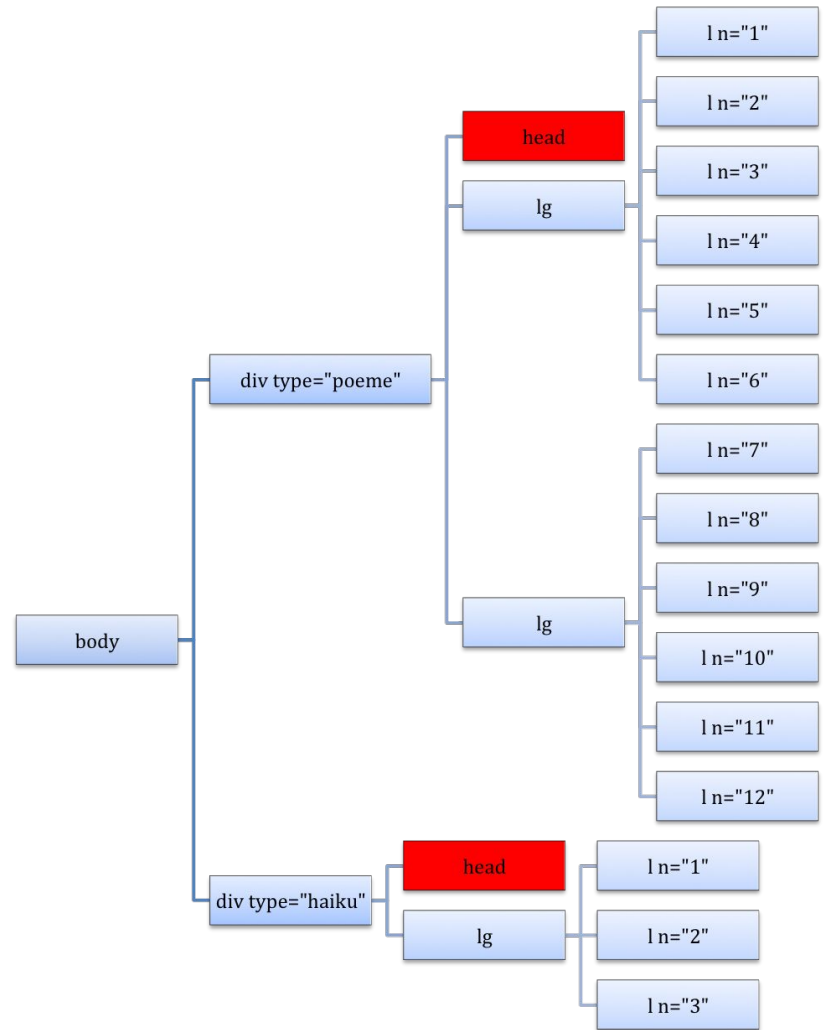 body
div type="poeme"
head
lg
l n="1"
l n="2"
l n="3"
l n="4"
l n="5"
l n="6"
lg
l n="7"
l n="8"
l n="9"
l n="10"
l n="11"
l n="12"
div type="haiku"
head
lg
l n="1"
l n="2"
l n="3"